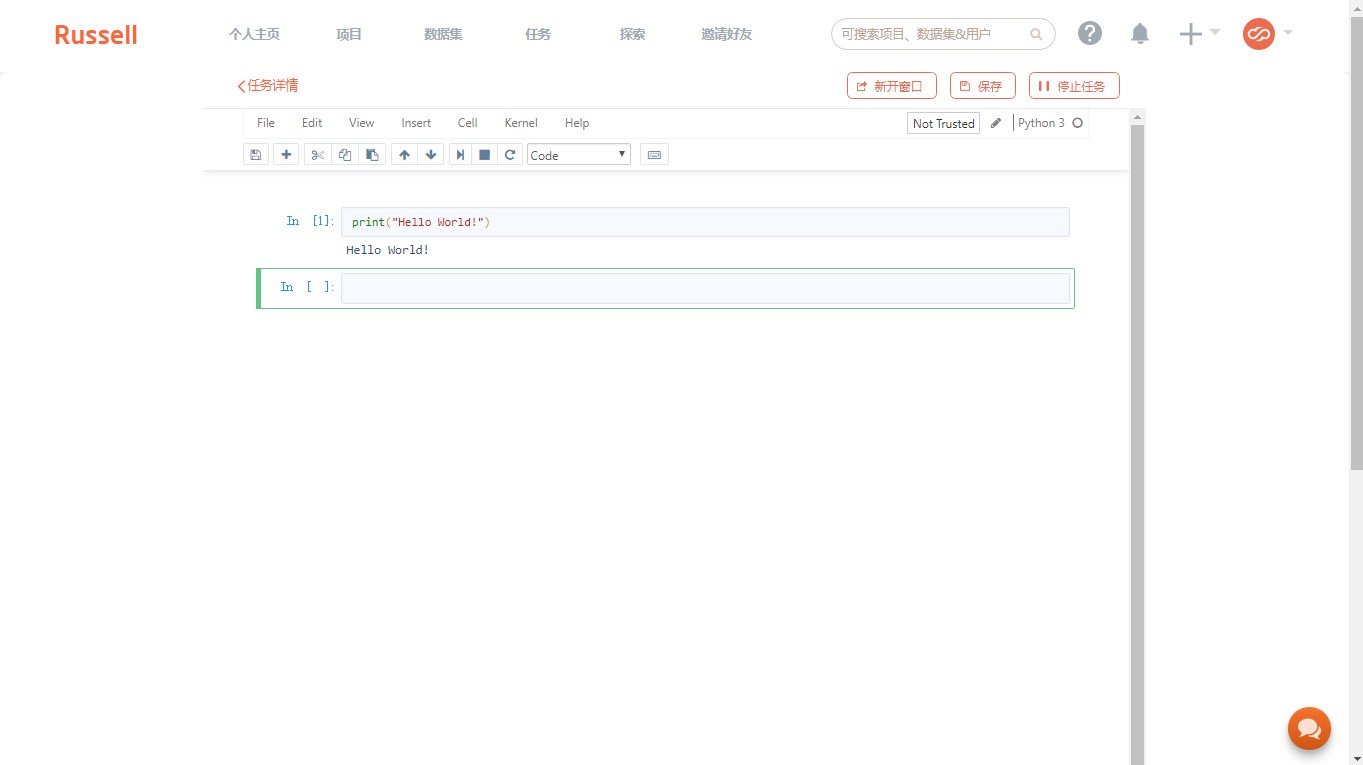 Russell 个人主页 项目 数据集 任务 探索 邀请好友 可搜索项目、数据集&用户
任务详情 新开窗口 保存 停止任务
File Edit View Insert Cell Kernel Help Not Trusted Python 3
Code
In [1]: print("Hello World!")
Hello World!
In [ ]: